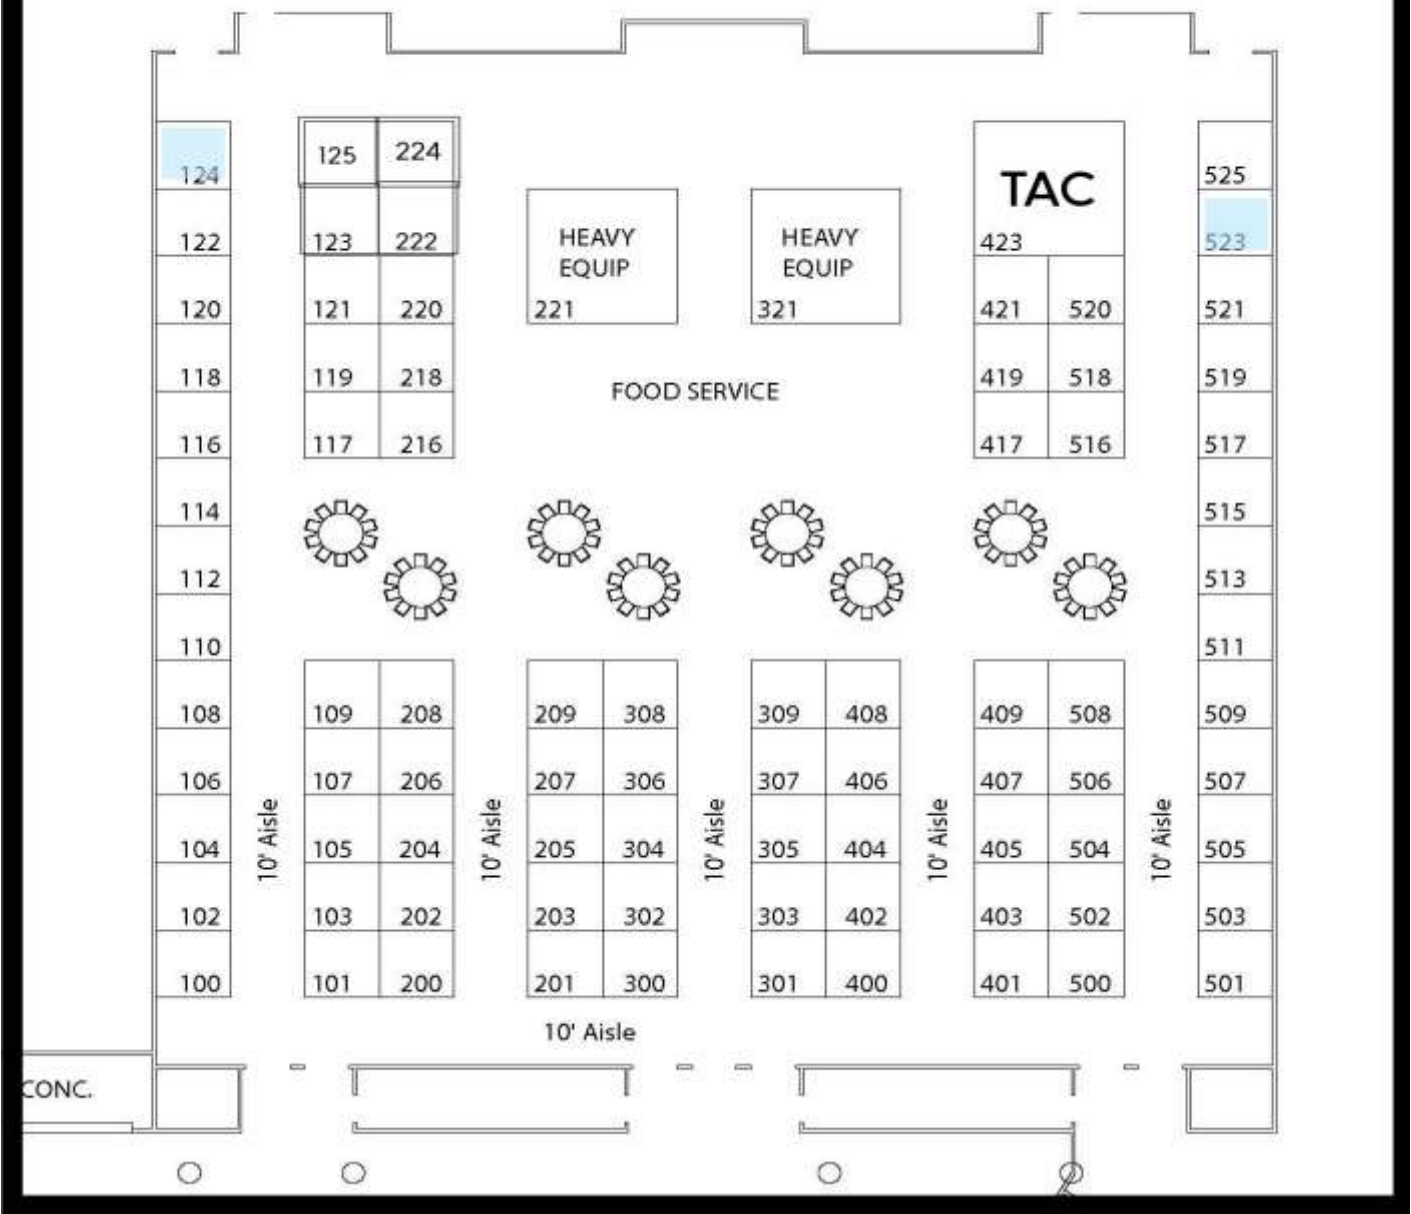 125 224
TAC
124 525
HEAVY HEAVY
122 123 222 EQUIP EQUIP 423 523
120 121 220 221 321 421 520 521
118 119 218 419 518 519
FOOD SERVICE
116 117 216 417 516 517
114 515
112 513
110 511
108 109 208 209 308 309 408 409 508 509
106 107 206 207 306 307 406 407 506 507
10' Aisle 10' Aisle 10' Aisle 10' Aisle 10' Aisle
104 105 204 205 304 305 404 405 504 505
102 103 202 203 302 303 402 403 502 503
100 101 200 201 300 301 400 401 500 501
10' Aisle
CONC.